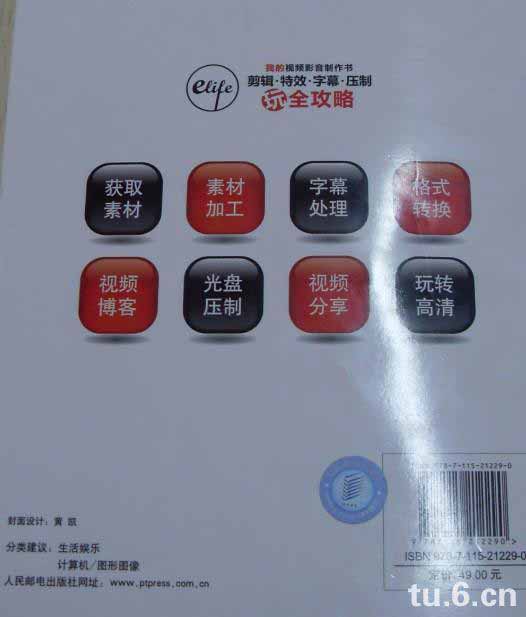 elife
我的视频影音制作书
剪辑·特效·字幕·压制
玩全攻略
获取
素材
素材
加工
字幕
处理
格式
转换
视频
博客
光盘
压制
视频
分享
玩转
高清
封面设计：黄 凯
分类建议：生活娱乐
计算机/图形图像
人民邮电出版社网址：www.ptpress.com.cn
978-7-115-21229-0
ISBN 978-7-115-21229-0
定价 49.00 元
tu.6.cn